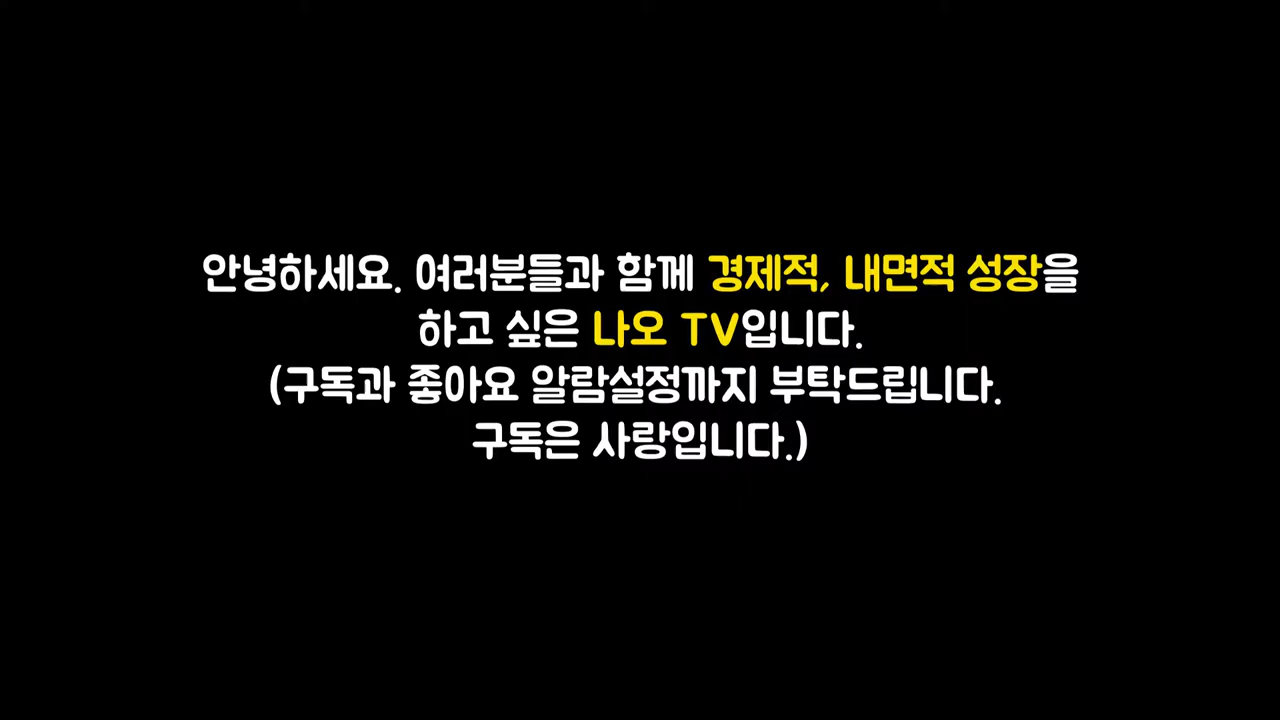 안녕하세요. 여러분들과 함께 경제적, 내면적 성장을
하고 싶은 나오 TV입니다.
(구독과 좋아요 알람설정까지 부탁드립니다.
구독은 사랑입니다.)